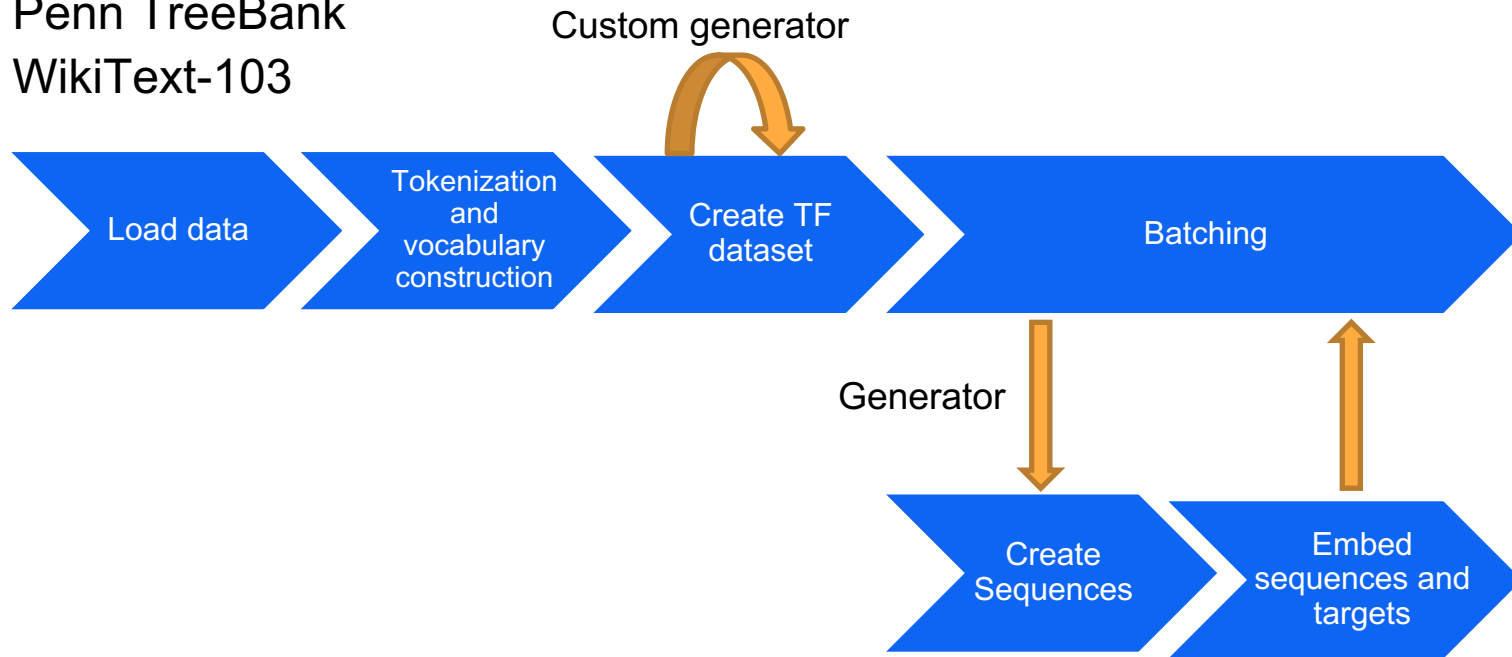 Penn TreeBank
WikiText-103
Custom generator
Load data
Tokenization
and
vocabulary
construction
Create TF
dataset
Batching
Generator
Create
Sequences
Embed
sequences and
targets